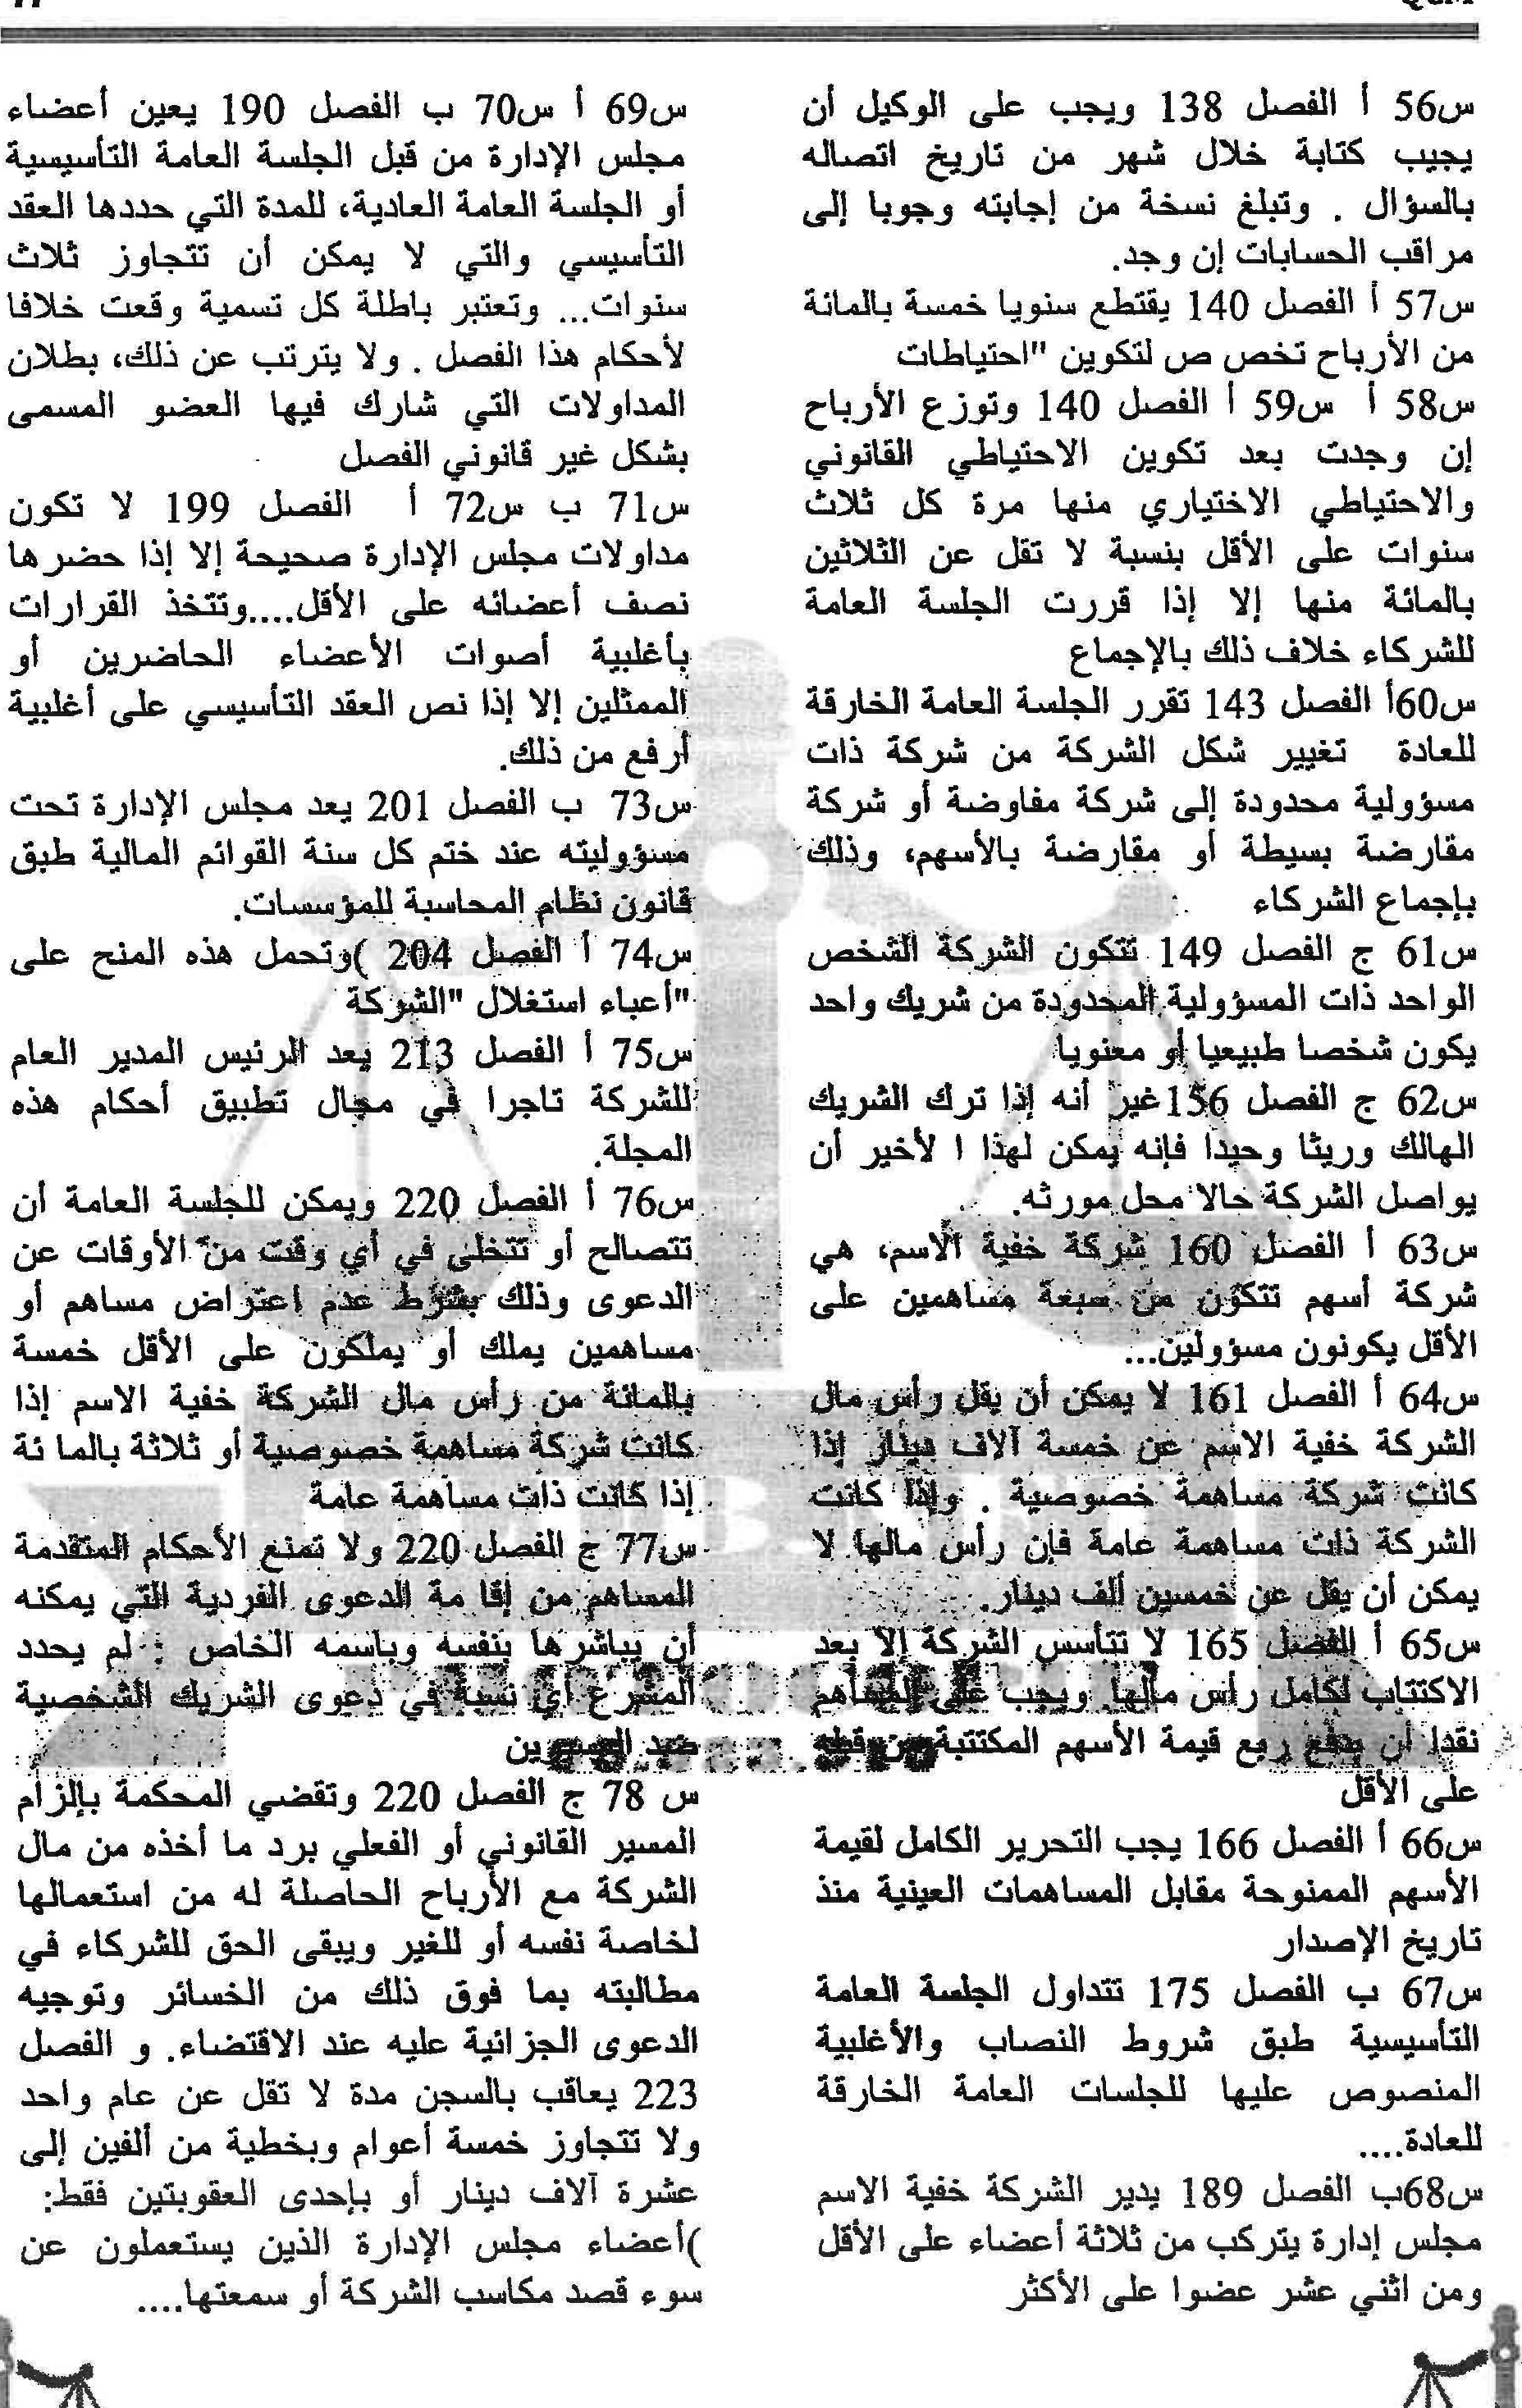 س56 أ الفصل 138 ويجب على الوكيل أن
يجيب كتابة خلال شهر من تاريخ اتصاله
بالسؤال . وتبلغ نسخة من إجابته وجوبا إلى
مراقب الحسابات إن وجد.
س57 أ الفصل 140 يقتطع سنويا خمسة بالمائة
من الأرباح تخص ص لتكوين "احتياطات
س58 أ س59 أ الفصل 140 وتوزع الأرباح
إن وجدت بعد تكوين الاحتياطي القانوني
والاحتياطي الاختياري منها مرة كل ثلاث
سنوات على الأقل بنسبة لا تقل عن الثلاثين
بالمائة منها إلا إذا قررت الجلسة العامة
للشركاء خلاف ذلك بالإجماع
س60أ الفصل 143 تقرر الجلسة العامة الخارقة
للعادة تغيير شكل الشركة من شركة ذات
مسؤولية محدودة إلى شركة مفاوضة أو شركة
مقارضة بسيطة أو مقارضة بالأسهم، وذلك
بإجماع الشركاء
س61 ج الفصل 149 تتكون الشركة الشخص
الواحد ذات المسؤولية المحدودة من شريك واحد
يكون شخصا طبيعيا أو معنويا
س62 ج الفصل 156غير أنه إذا ترك الشريك
الهالك وريثا وحيدا فإنه يمكن لهذا ا لأخير أن
يواصل الشركة حالا محل مورثه.
س63 أ الفصل 160 شركة خفية الاسم، هي
شركة أسهم تتكون من سبعة مساهمين على
الأقل يكونون مسؤولين...
س64 أ الفصل 161 لا يمكن أن يقل رأس مال
الشركة خفية الاسم عن خمسة آلاف دينار إذا
كانت شركة مساهمة خصوصية . وإذا كانت
الشركة ذات مساهمة عامة فإن رأس مالها لا
يمكن أن يقل عن خمسين ألف دينار.
س65 أ الفصل 165 لا تتأسس الشركة إلا بعد
الاكتتاب لكامل رأس مالها. ويجب على المساهم
نقدا أن يدفع ربع قيمة الأسهم المكتتبة من قبله
على الأقل
س66 أ الفصل 166 يجب التحرير الكامل لقيمة
الأسهم الممنوحة مقابل المساهمات العينية منذ
تاريخ الإصدار
س67 ب الفصل 175 تتداول الجلسة العامة
التأسيسية طبق شروط النصاب والأغلبية
المنصوص عليها للجلسات العامة الخارقة
للعادة....
س68ب الفصل 189 يدير الشركة خفية الاسم
مجلس إدارة يتركب من ثلاثة أعضاء على الأقل
ومن اثني عشر عضوا على الأكثر
س69 أ س70 ب الفصل 190 يعين أعضاء
مجلس الإدارة من قبل الجلسة العامة التأسيسية
أو الجلسة العامة العادية، للمدة التي حددها العقد
التأسيسي والتي لا يمكن أن تتجاوز ثلاث
سنوات... وتعتبر باطلة كل تسمية وقعت خلافا
لأحكام هذا الفصل . ولا يترتب عن ذلك، بطلان
المداولات التي شارك فيها العضو المسمى
بشكل غير قانوني الفصل
س71 ب س72 أ الفصل 199 لا تكون
مداولات مجلس الإدارة صحيحة إلا إذا حضرها
نصف أعضائه على الأقل....وتتخذ القرارات
بأغلبية أصوات الأعضاء الحاضرين أو
الممثلين إلا إذا نص العقد التأسيسي على أغلبية
أرفع من ذلك.
س73 ب الفصل 201 يعد مجلس الإدارة تحت
مسؤوليته عند ختم كل سنة القوائم المالية طبق
قانون نظام المحاسبة للمؤسسات.
س74 أ الفصل 204 )وتحمل هذه المنح على
"أعباء استغلال "الشركة
س75 أ الفصل 213 يعد الرئيس المدير العام
للشركة تاجرا في مجال تطبيق أحكام هذه
المجلة.
س76 أ الفصل 220 ويمكن للجلسة العامة أن
تتصالح أو تتخلى في أي وقت من الأوقات عن
الدعوى وذلك بشرط عدم اعتراض مساهم أو
مساهمين يملك أو يملكون على الأقل خمسة
بالمائة من رأس مال الشركة خفية الاسم إذا
كانت شركة مساهمة خصوصية أو ثلاثة بالما ئة
إذا كانت ذات مساهمة عامة
س77 ج الفصل 220 ولا تمنع الأحكام المتقدمة
المساهم من إقا مة الدعوى الفردية التي يمكنه
أن يباشرها بنفسه وباسمه الخاص : لم يحدد
المشرع أي نسبة في دعوى الشريك الشخصية
ضد المسيرين
س 78 ج الفصل 220 وتقضي المحكمة بإلزام
المسير القانوني أو الفعلي برد ما أخذه من مال
الشركة مع الأرباح الحاصلة له من استعمالها
لخاصة نفسه أو للغير ويبقى الحق للشركاء في
مطالبته بما فوق ذلك من الخسائر وتوجيه
الدعوى الجزائية عليه عند الاقتضاء. و الفصل
223 يعاقب بالسجن مدة لا تقل عن عام واحد
ولا تتجاوز خمسة أعوام وبخطية من ألفين إلى
عشرة آلاف دينار أو بإحدى العقوبتين فقط:
)أعضاء مجلس الإدارة الذين يستعملون عن
سوء قصد مكاسب الشركة أو سمعتها....